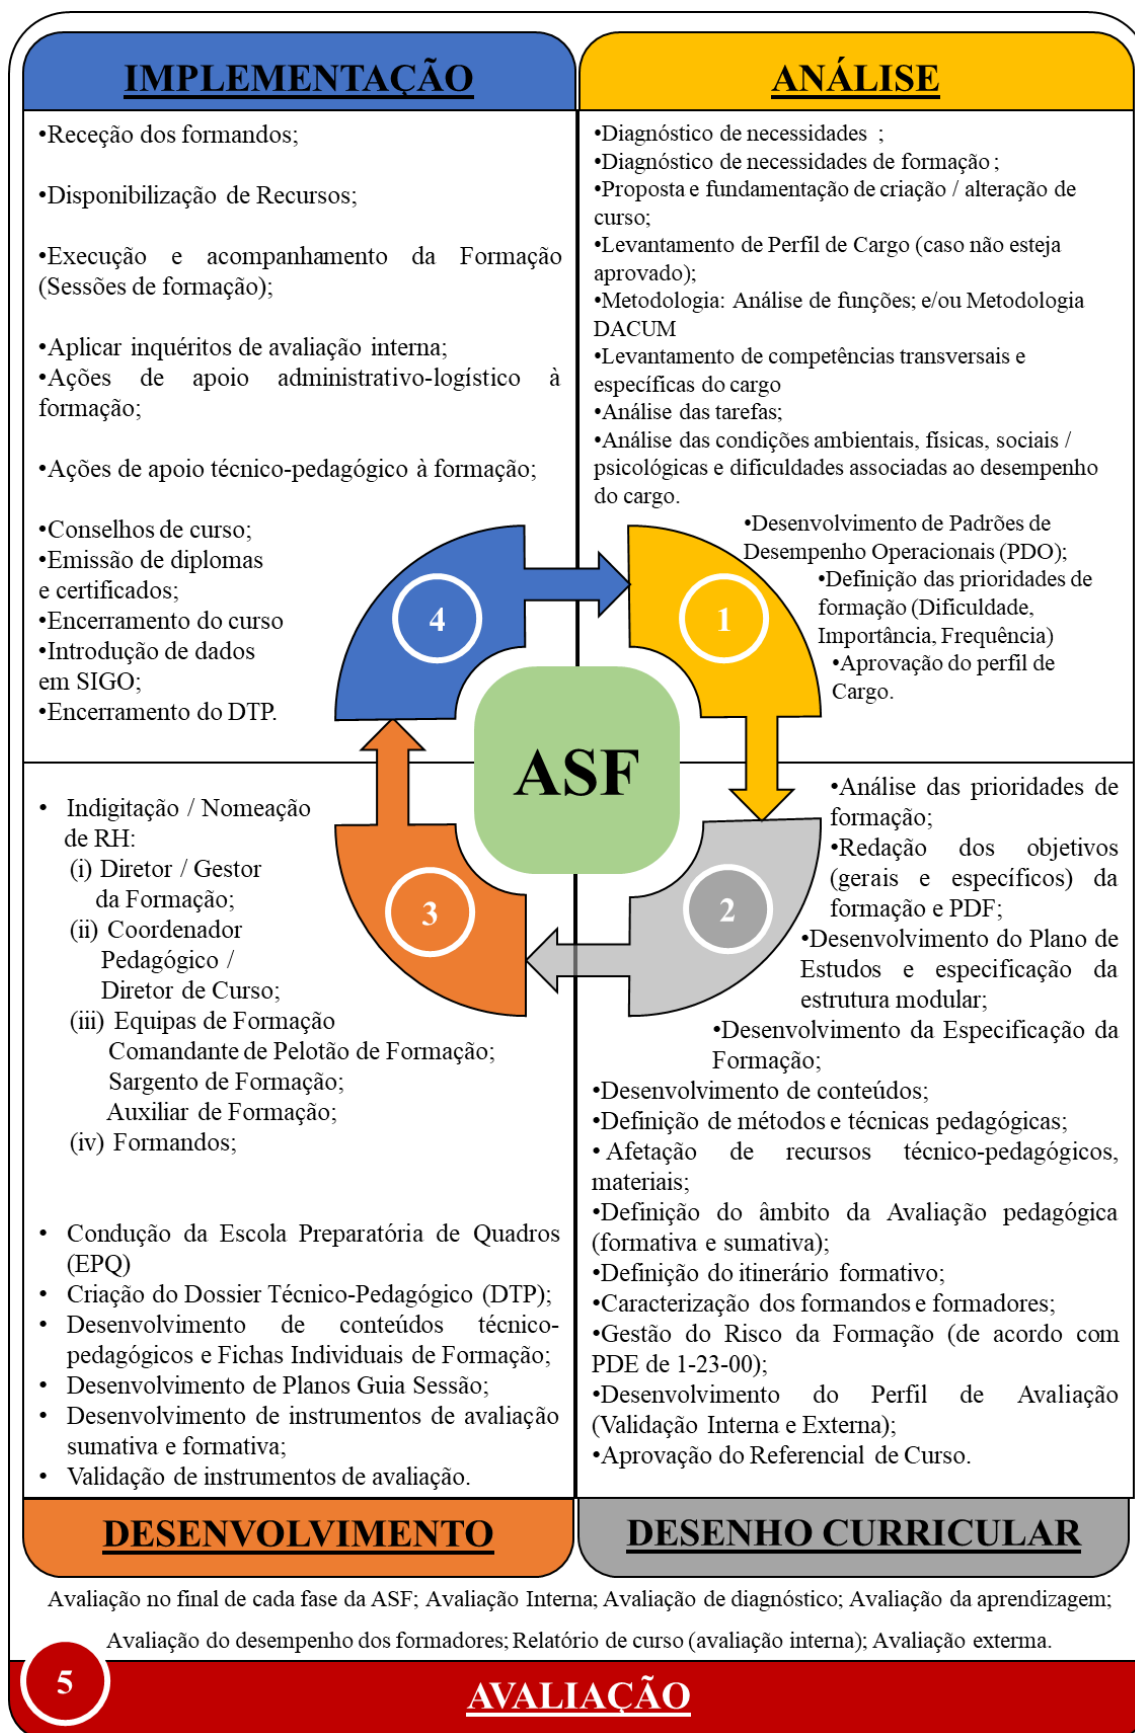 IMPLEMENTAÇÃO
•Receção dos formandos;
•Disponibilização de Recursos;
•Execução e acompanhamento da Formação
(Sessões de formação);
•Aplicar inquéritos de avaliação interna;
•Ações de apoio administrativo-logístico à
formação;
•Ações de apoio técnico-pedagógico à formação;
•Conselhos de curso;
•Emissão de diplomas
e certificados;
•Encerramento do curso
•Introdução de dados
em SIGO;
•Encerramento do DTP.
4
ANÁLISE
•Diagnóstico de necessidades ;
•Diagnóstico de necessidades de formação ;
•Proposta e fundamentação de criação / alteração de
curso;
•Levantamento de Perfil de Cargo (caso não esteja
aprovado);
•Metodologia: Análise de funções; e/ou Metodologia
DACUM
•Levantamento de competências transversais e
específicas do cargo
•Análise das tarefas;
•Análise das condições ambientais, físicas, sociais /
psicológicas e dificuldades associadas ao desempenho
do cargo.
•Desenvolvimento de Padrões de
Desempenho Operacionais (PDO);
•Definição das prioridades de
formação (Dificuldade,
Importância, Frequência)
•Aprovação do perfil de
Cargo.
1
ASF
• Indigitação / Nomeação
de RH:
(i) Diretor / Gestor
da Formação;
(ii) Coordenador
Pedagógico /
Diretor de Curso;
(iii) Equipas de Formação
Comandante de Pelotão de Formação;
Sargento de Formação;
Auxiliar de Formação;
(iv) Formandos;
• Condução da Escola Preparatória de Quadros
(EPQ)
• Criação do Dossier Técnico-Pedagógico (DTP);
• Desenvolvimento de conteúdos técnico-
pedagógicos e Fichas Individuais de Formação;
• Desenvolvimento de Planos Guia Sessão;
• Desenvolvimento de instrumentos de avaliação
sumativa e formativa;
• Validação de instrumentos de avaliação.
3
DESENVOLVIMENTO
2
•Análise das prioridades de
formação;
•Redação dos objetivos
(gerais e específicos) da
formação e PDF;
•Desenvolvimento do Plano de
Estudos e especificação da
estrutura modular;
•Desenvolvimento da Especificação da
Formação;
•Desenvolvimento de conteúdos;
•Definição de métodos e técnicas pedagógicas;
• Afetação de recursos técnico-pedagógicos,
materiais;
•Definição do âmbito da Avaliação pedagógica
(formativa e sumativa);
•Definição do itinerário formativo;
•Caracterização dos formandos e formadores;
•Gestão do Risco da Formação (de acordo com
PDE de 1-23-00);
•Desenvolvimento do Perfil de Avaliação
(Validação Interna e Externa);
•Aprovação do Referencial de Curso.
DESENHO CURRICULAR
Avaliação no final de cada fase da ASF; Avaliação Interna; Avaliação de diagnóstico; Avaliação da aprendizagem;
Avaliação do desempenho dos formadores; Relatório de curso (avaliação interna); Avaliação exterma.
5
AVALIAÇÃO